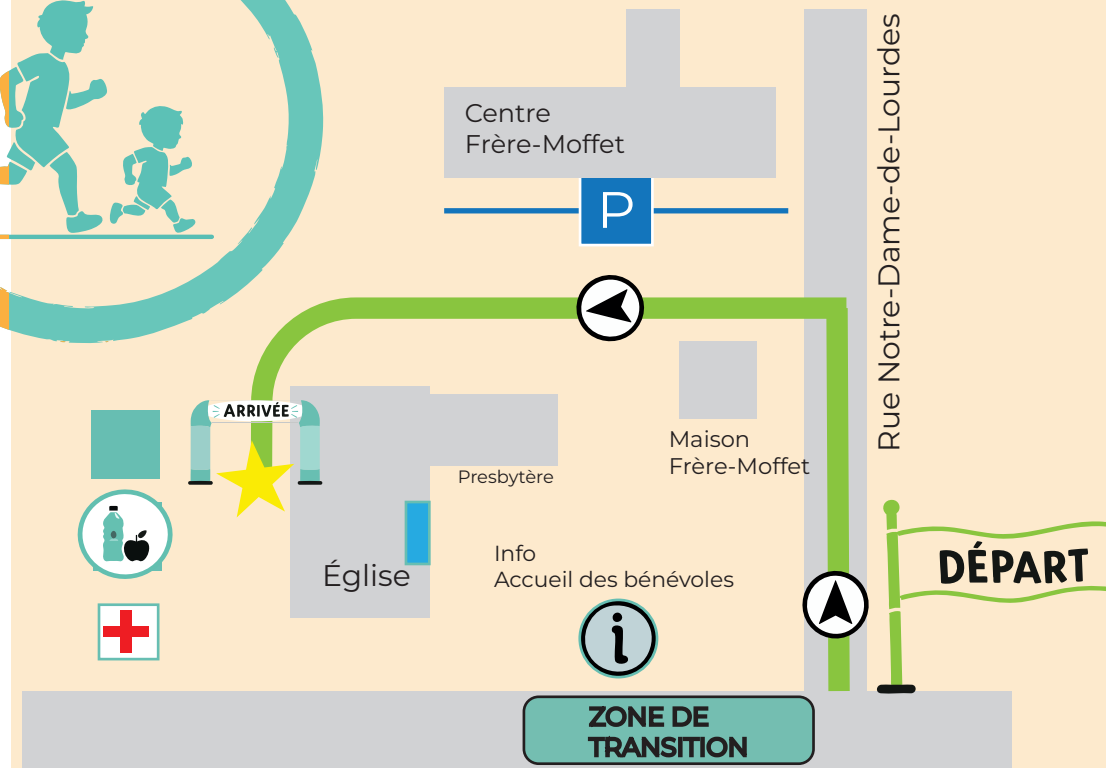 Centre
Frère-Moffet
Rue Notre-Dame-de-Lourdes
P
ARRIVÉE
Maison
Frère-Moffet
Presbytère
Info
Accueil des bénévoles
Église
DÉPART
i
ZONE DE
TRANSITION